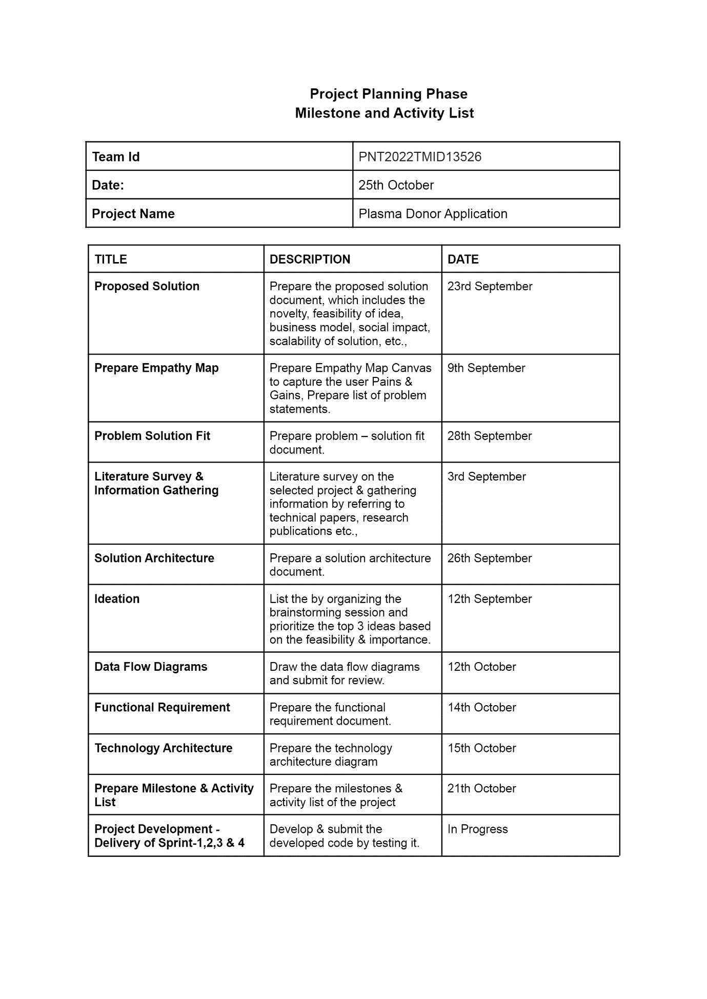 Project Planning Phase
Milestone and Activity List
Team Id PNT2022TMID13526
Date: 25th October
Project Name Plasma Donor Application
TITLE DESCRIPTION DATE
Proposed Solution Prepare the proposed solution 23rd September
document, which includes the
novelty, feasibility of idea,
business model, social impact,
scalability of solution, etc.,
Prepare Empathy Map Prepare Empathy Map Canvas 9th September
to capture the user Pains &
Gains, Prepare list of problem
statements.
Problem Solution Fit Prepare problem – solution fit 28th September
document.
Literature Survey & Literature survey on the 3rd September
Information Gathering selected project & gathering
information by referring to
technical papers, research
publications etc.,
Solution Architecture Prepare a solution architecture 26th September
document.
Ideation List the by organizing the 12th September
brainstorming session and
prioritize the top 3 ideas based
on the feasibility & importance.
Data Flow Diagrams Draw the data flow diagrams 12th October
and submit for review.
Functional Requirement Prepare the functional 14th October
requirement document.
Technology Architecture Prepare the technology 15th October
architecture diagram
Prepare Milestone & Activity Prepare the milestones & 21th October
List activity list of the project
Project Development - Develop & submit the In Progress
Delivery of Sprint-1,2,3 & 4 developed code by testing it.